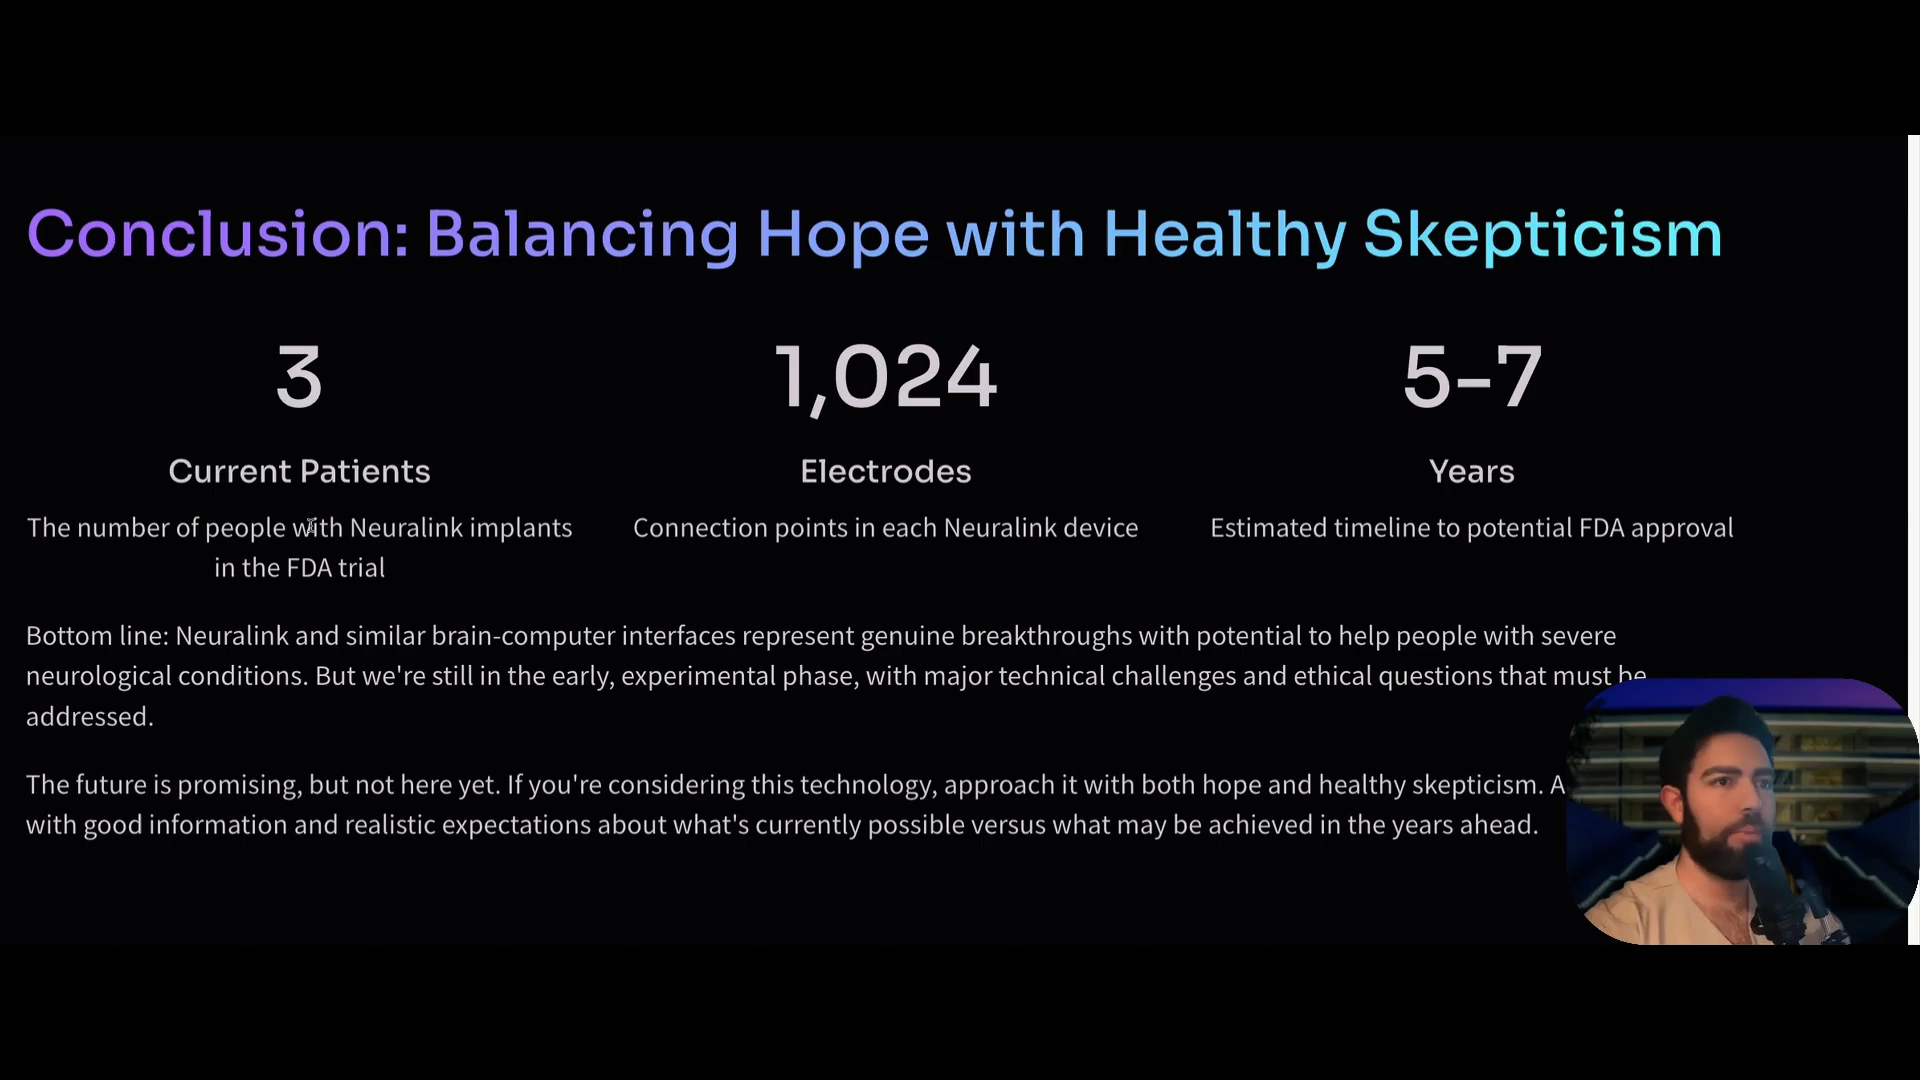 Conclusion: Balancing Hope with Healthy Skepticism
3
1,024
5-7
Current Patients
Electrodes
Years
The number of people with Neuralink implants
in the FDA trial
Connection points in each Neuralink device
Estimated timeline to potential FDA approval
Bottom line: Neuralink and similar brain-computer interfaces represent genuine breakthroughs with potential to help people with severe
neurological conditions. But we're still in the early, experimental phase, with major technical challenges and ethical questions that must be
addressed.
The future is promising, but not here yet. If you're considering this technology, approach it with both hope and healthy skepticism.
with good information and realistic expectations about what's currently possible versus what may be achieved in the years ahead.